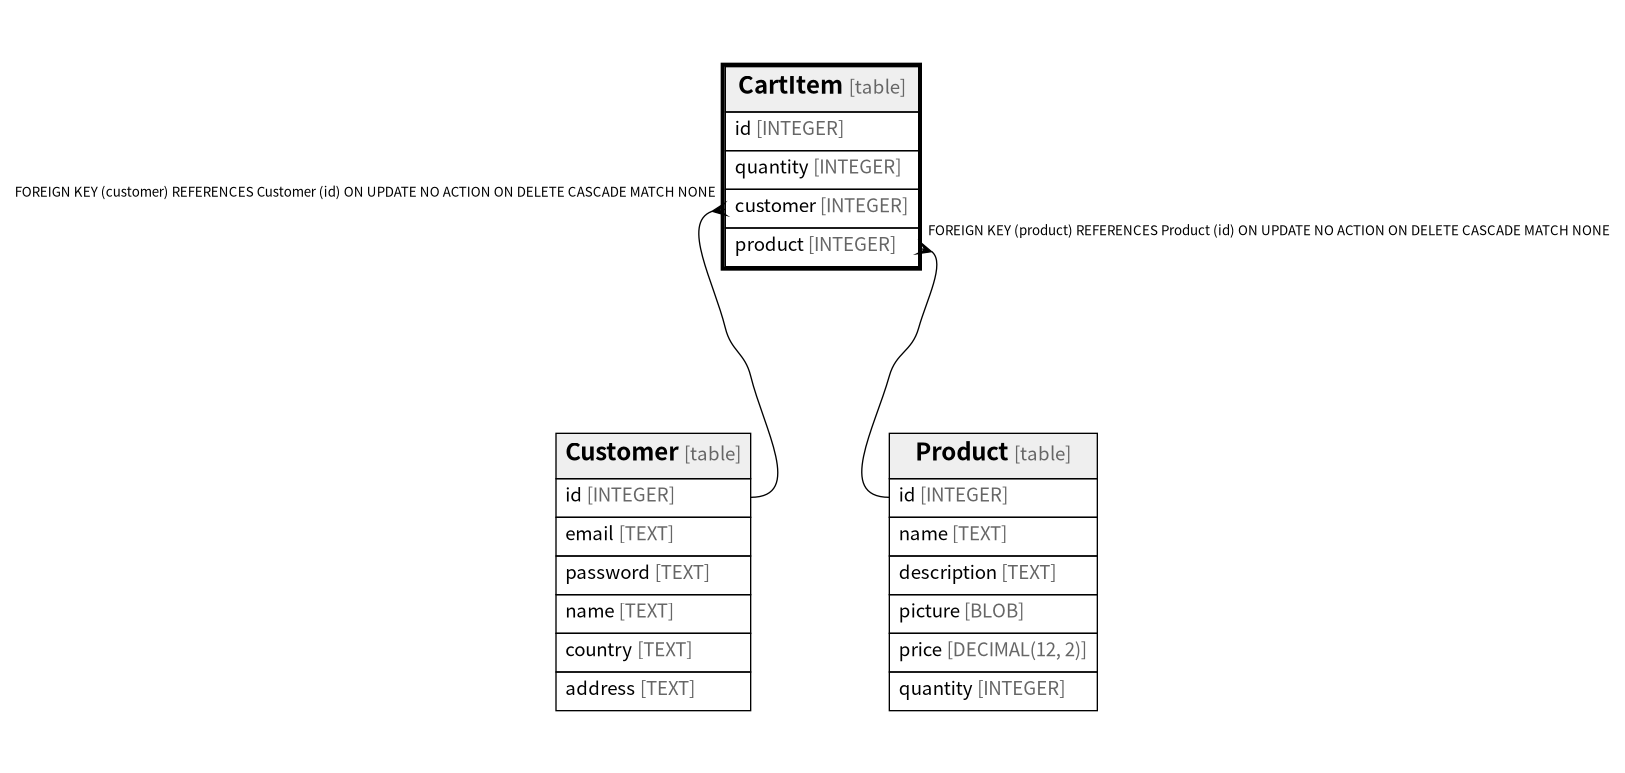 CartItem [table]
id [INTEGER]
quantity [INTEGER]
FOREIGN KEY (customer) REFERENCES Customer (id) ON UPDATE NO ACTION ON DELETE CASCADE MATCH NONE
customer [INTEGER]
FOREIGN KEY (product) REFERENCES Product (id) ON UPDATE NO ACTION ON DELETE CASCADE MATCH NONE
product [INTEGER]
Customer [table]
id [INTEGER]
email [TEXT]
password [TEXT]
name [TEXT]
country [TEXT]
address [TEXT]
Product [table]
id [INTEGER]
name [TEXT]
description [TEXT]
picture [BLOB]
price [DECIMAL(12, 2)]
quantity [INTEGER]